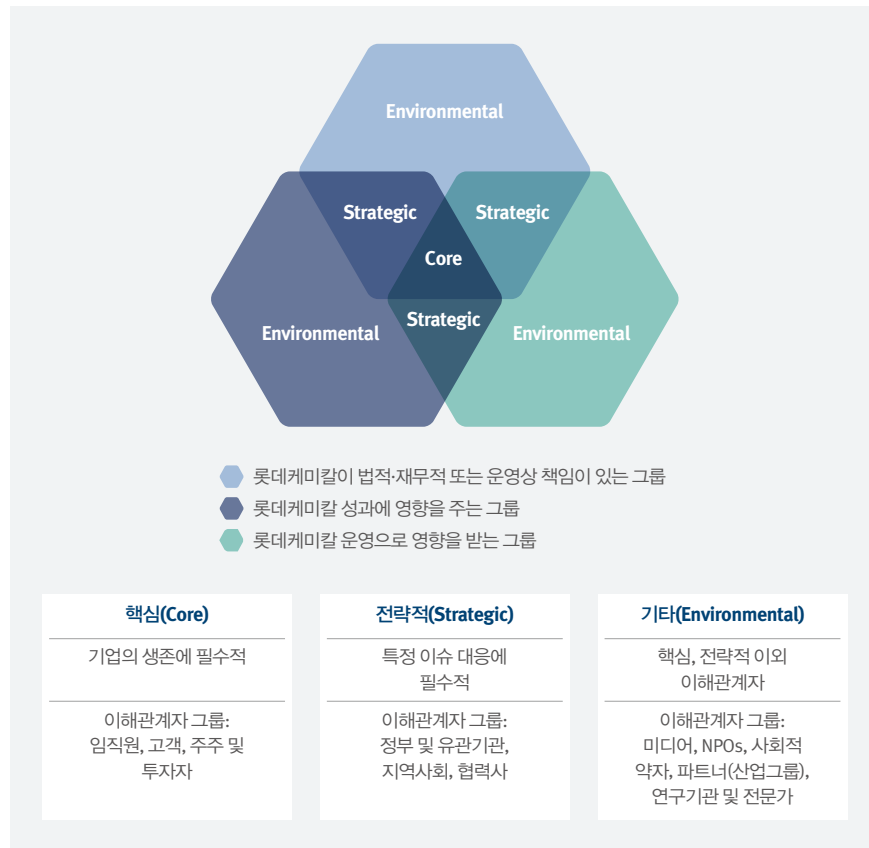 Environmental
Strategic
Strategic
Core
Strategic
Environmental
Environmental
롯데케미칼이 법적·재무적 또는 운영상 책임이 있는 그룹
롯데케미칼 성과에 영향을 주는 그룹
롯데케미칼 운영으로 영향을 받는 그룹
핵심(Core)
기업의 생존에 필수적
이해관계자 그룹:
임직원, 고객, 주주 및
투자자
전략적(Strategic)
특정 이슈 대응에
필수적
이해관계자 그룹:
정부 및 유관기관,
지역사회, 협력사
기타(Environmental)
핵심, 전략적 이외
이해관계자
이해관계자 그룹:
미디어, NPOs, 사회적
약자, 파트너(산업그룹),
연구기관 및 전문가